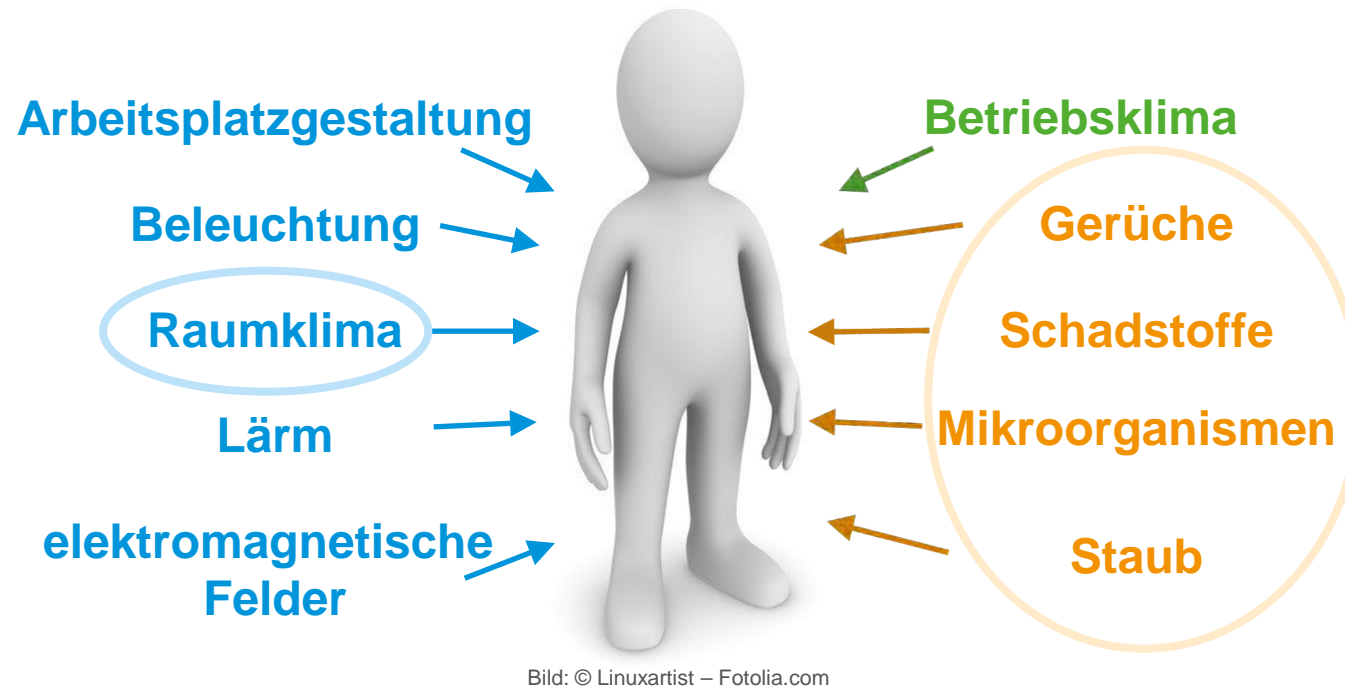 Arbeitsplatzgestaltung
Beleuchtung
Raumklima
Lärm
elektromagnetische
Felder
Betriebsklima
Gerüche
Schadstoffe
Mikroorganismen
Staub
Bild: © Linuxartist – Fotolia.com